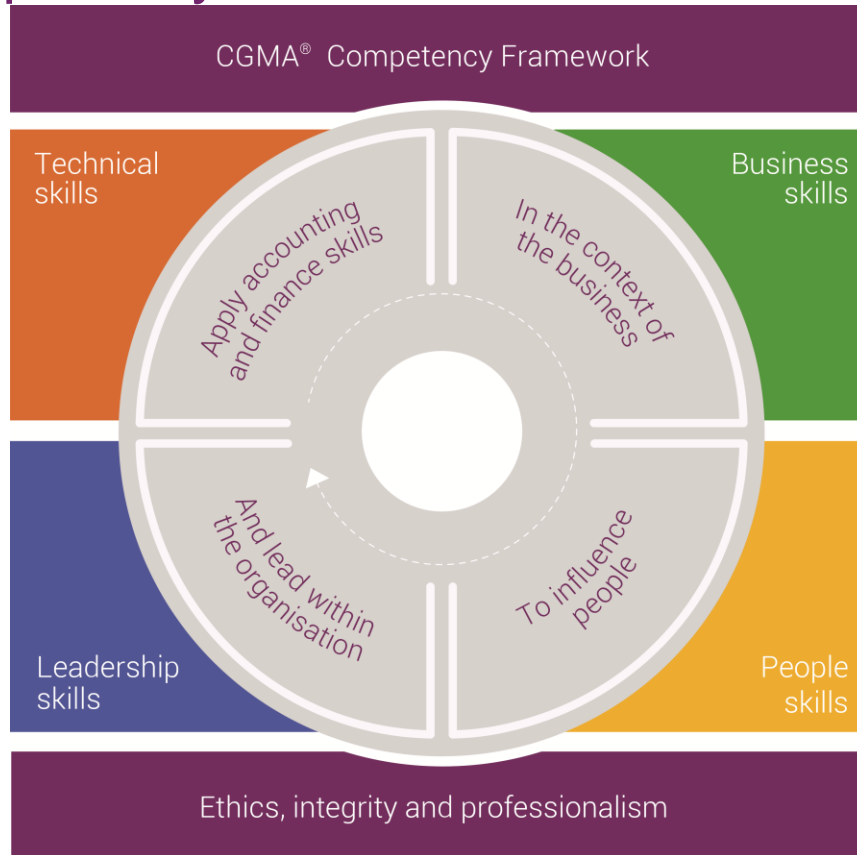 CGMA® Competency Framework
Technical
skills
Business
skills
Apply accounting
and finance skills
In the context of
the business
And lead within
the organisation
To influence
people
Leadership
skills
People
skills
Ethics, integrity and professionalism